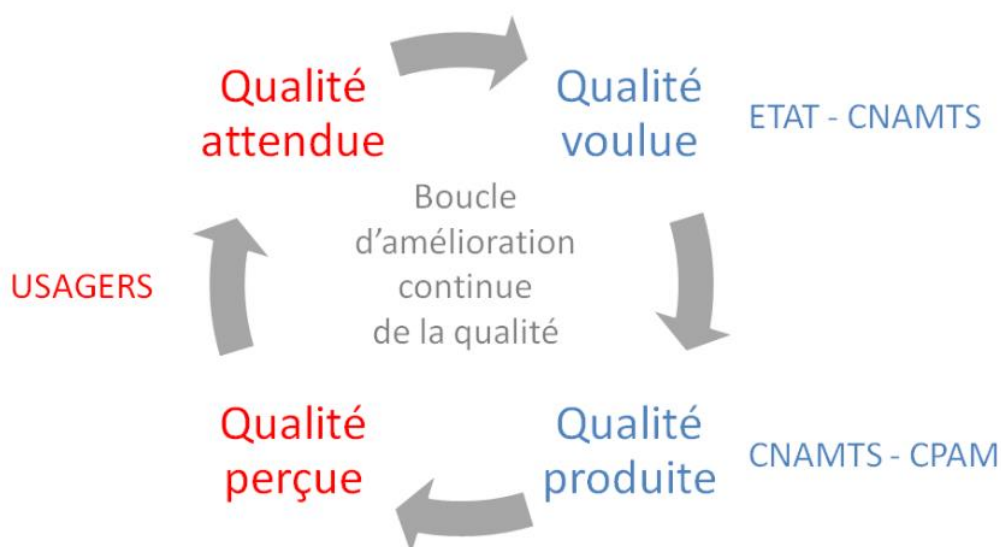 Qualité
attendue
Qualité
voulue
ETAT - CNAMTS
Boucle
d’amélioration
continue
de la qualité
USAGERS
Qualité
perçue
Qualité
produite
CNAMTS - CPAM